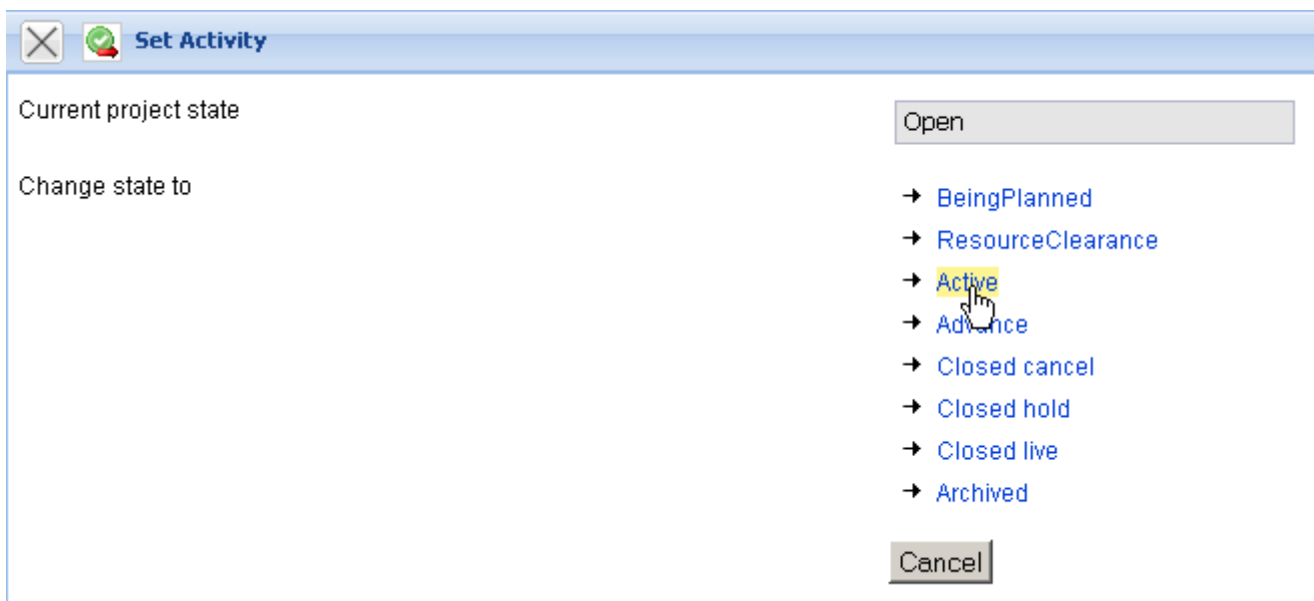 Set Activity
Current project state
Open
Change state to
BeingPlanned
ResourceClearance
Active
Advance
Closed cancel
Closed hold
Closed live
Archived
Cancel